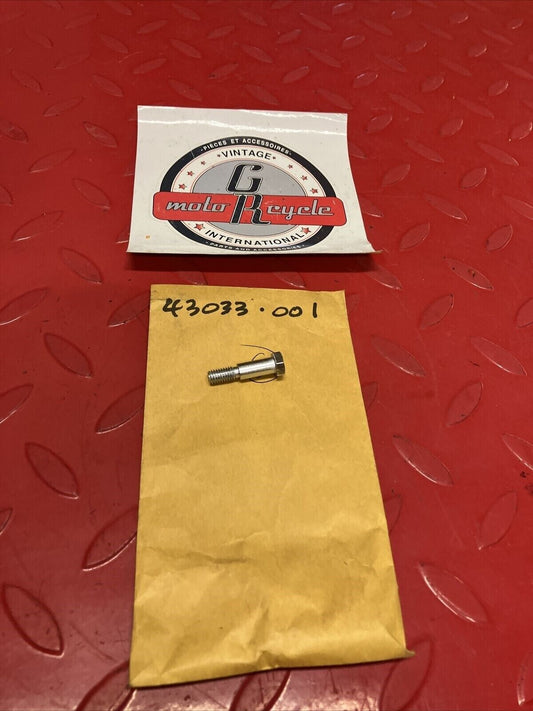 • PIECES ET ACCESSOIRES •
• VINTAGE •
G
moto R cycle
INTERNATIONAL
• PARTS AND ACCESSORIES •
43033.001